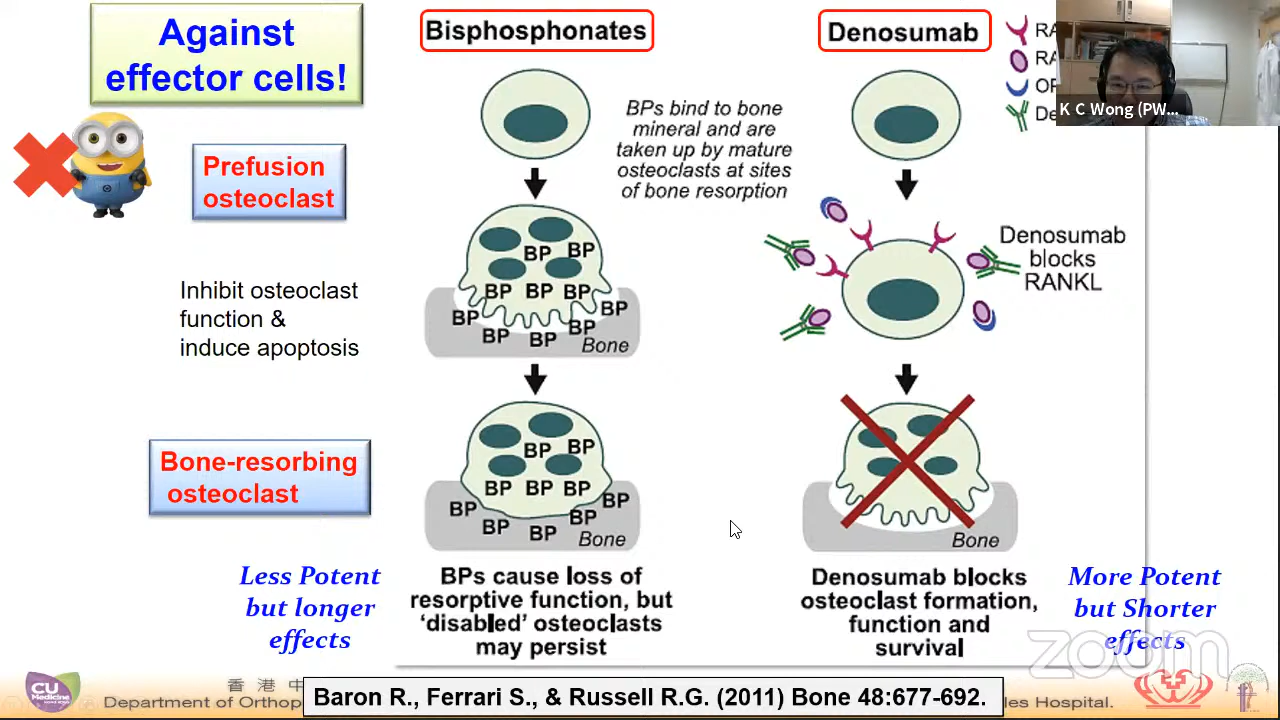 Against
effector cells!
Bisphosphonates
Denosumab
K C Wong (PW...
BPs bind to bone
mineral and are
taken up by mature
osteoclasts at sites
of bone resorption
Prefusion
osteoclast
Inhibit osteoclast
function &
induce apoptosis
BP BP
BP BP BP
BP BP
BP BP BP
Bone
Denosumab
blocks
RANKL
Bone-resorbing
osteoclast
BP BP
BP BP BP
BP BP
BP BP BP
Bone
Bone
Less Potent
but longer
effects
BPs cause loss of
resorptive function, but
‘disabled’ osteoclasts
may persist
Denosumab blocks
osteoclast formation,
function and
survival
More Potent
but Shorter
effects
zoom
CU
Medicine
香港中
Department of
Hospital.
Baron R., Ferrari S., & Russell R.G. (2011) Bone 48:677-692.